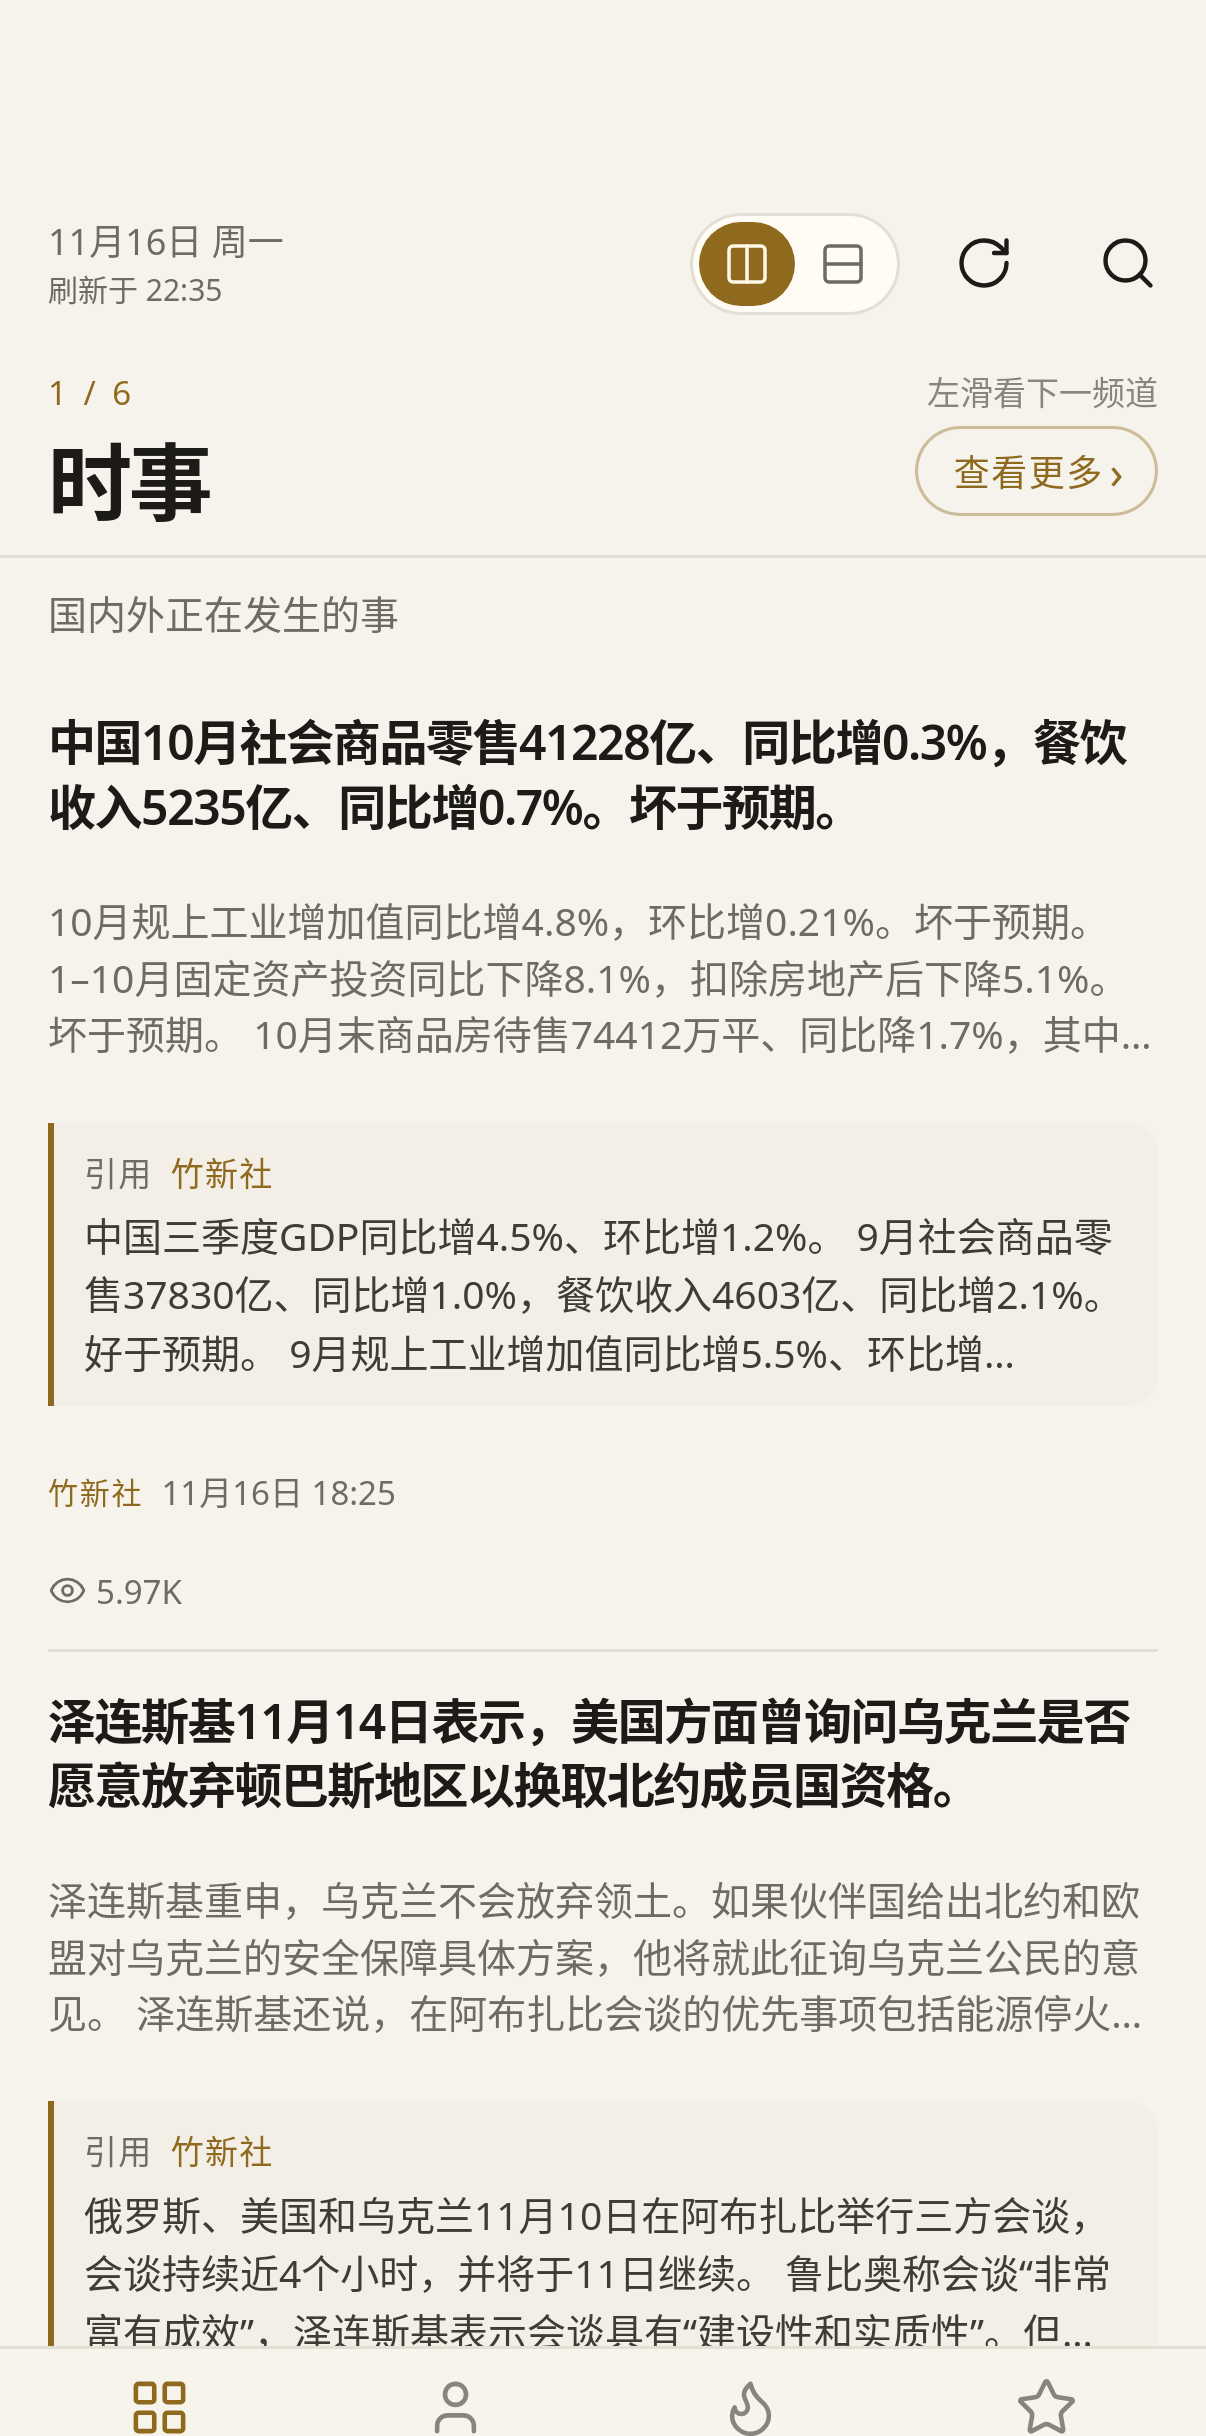 11月16日 周一
刷新于 22:35
1 / 6
左滑看下一频道
时事
查看更多 ›
国内外正在发生的事
中国10月社会商品零售41228亿、同比增0.3%，餐饮
收入5235亿、同比增0.7%。坏于预期。
10月规上工业增加值同比增4.8%，环比增0.21%。坏于预期。
1–10月固定资产投资同比下降8.1%，扣除房地产后下降5.1%。
坏于预期。 10月末商品房待售74412万平、同比降1.7%，其中…
引用 竹新社
中国三季度GDP同比增4.5%、环比增1.2%。 9月社会商品零
售37830亿、同比增1.0%，餐饮收入4603亿、同比增2.1%。
好于预期。 9月规上工业增加值同比增5.5%、环比增…
竹新社 11月16日 18:25
5.97K
泽连斯基11月14日表示，美国方面曾询问乌克兰是否
愿意放弃顿巴斯地区以换取北约成员国资格。
泽连斯基重申，乌克兰不会放弃领土。如果伙伴国给出北约和欧
盟对乌克兰的安全保障具体方案，他将就此征询乌克兰公民的意
见。 泽连斯基还说，在阿布扎比会谈的优先事项包括能源停火…
引用 竹新社
俄罗斯、美国和乌克兰11月10日在阿布扎比举行三方会谈，
会谈持续近4个小时，并将于11日继续。 鲁比奥称会谈“非常
富有成效”，泽连斯基表示会谈具有“建设性和实质性”。但…